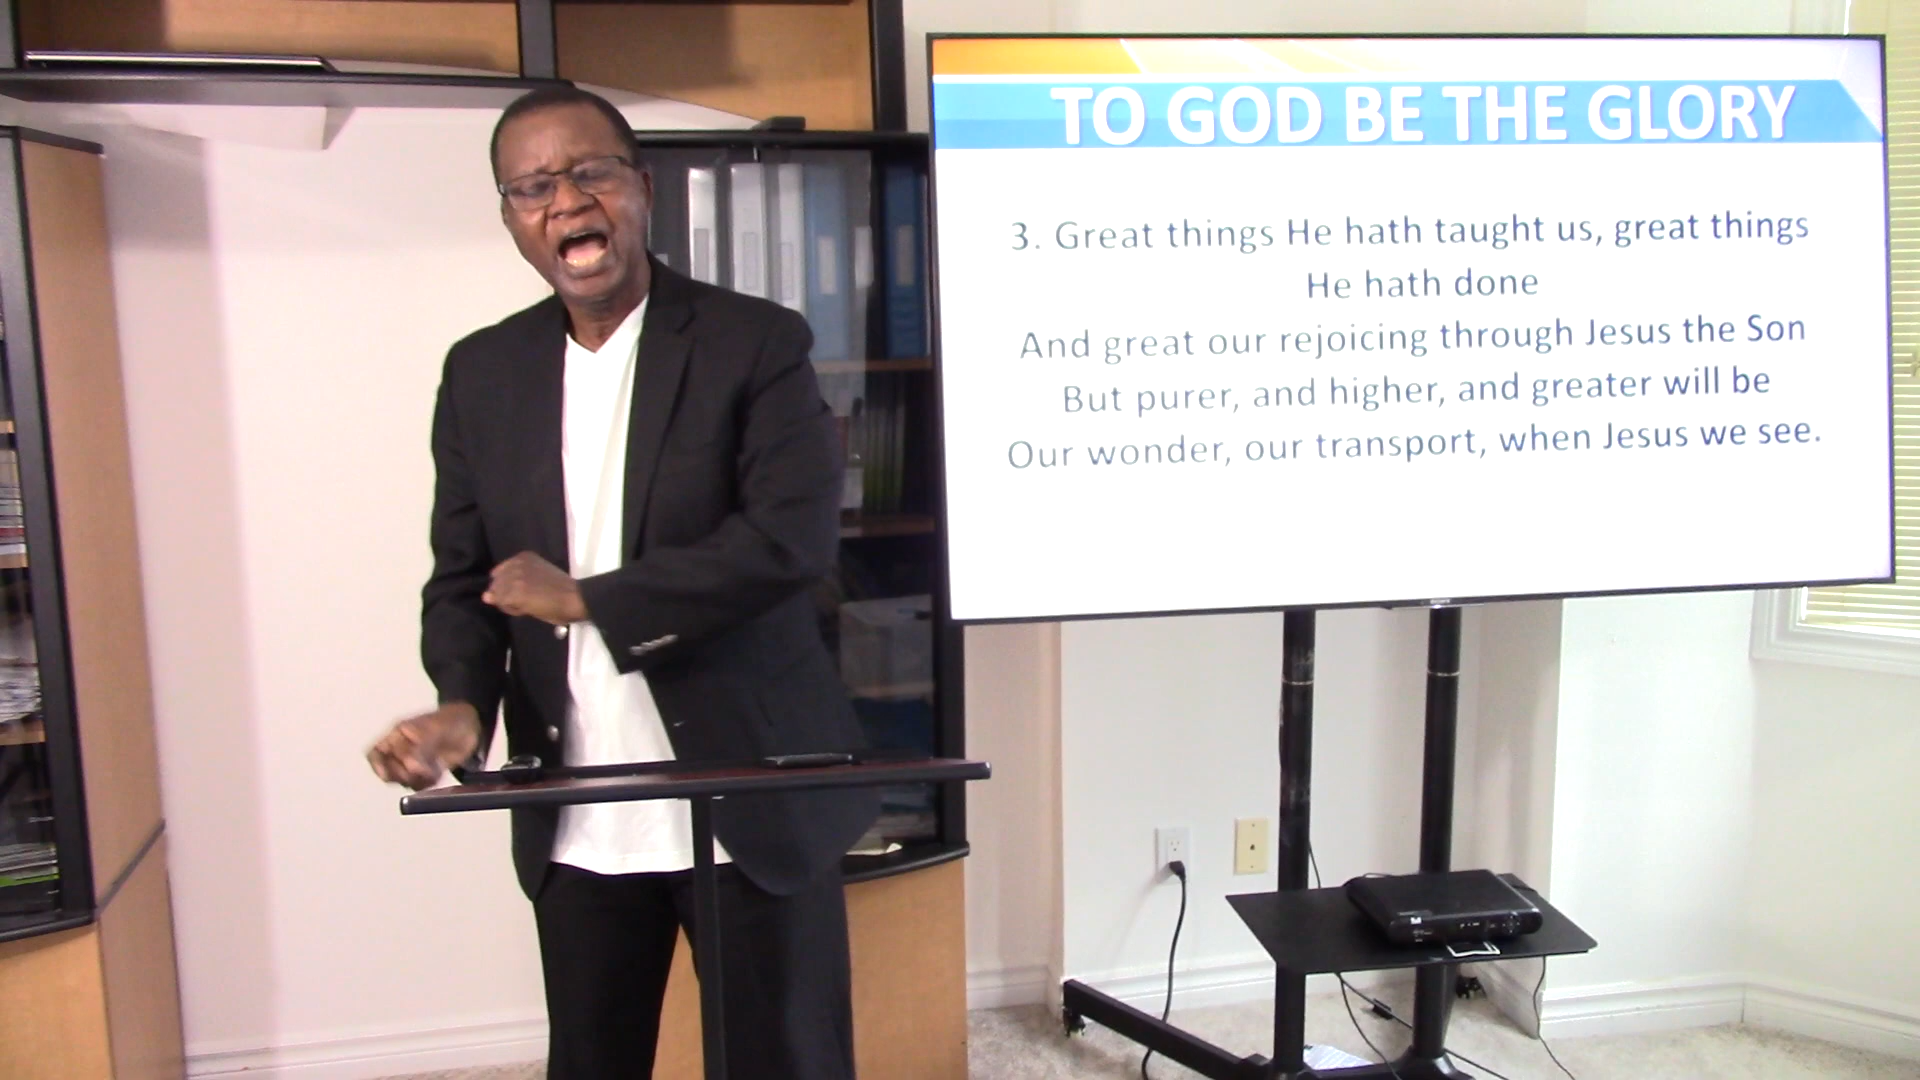 TO GOD BE THE GLORY
3. Great things He hath taught us, great things
He hath done
And great our rejoicing through Jesus the Son
But purer, and higher, and greater will be
Our wonder, our transport, when Jesus we see.